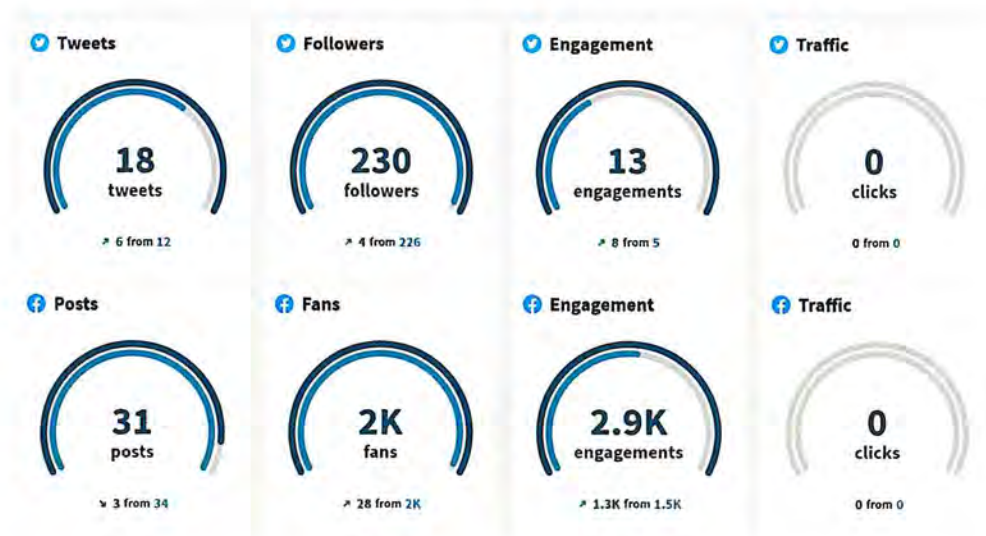 Tweets
Followers
Engagement
Traffic
18
tweets
230
followers
13
engagements
0
clicks
6 from 12
4 from 226
8 from 5
0 from 0
Posts
Fans
Engagement
Traffic
31
posts
2K
fans
2.9K
engagements
0
clicks
3 from 34
28 from 2K
1.3K from 1.5K
0 from 0